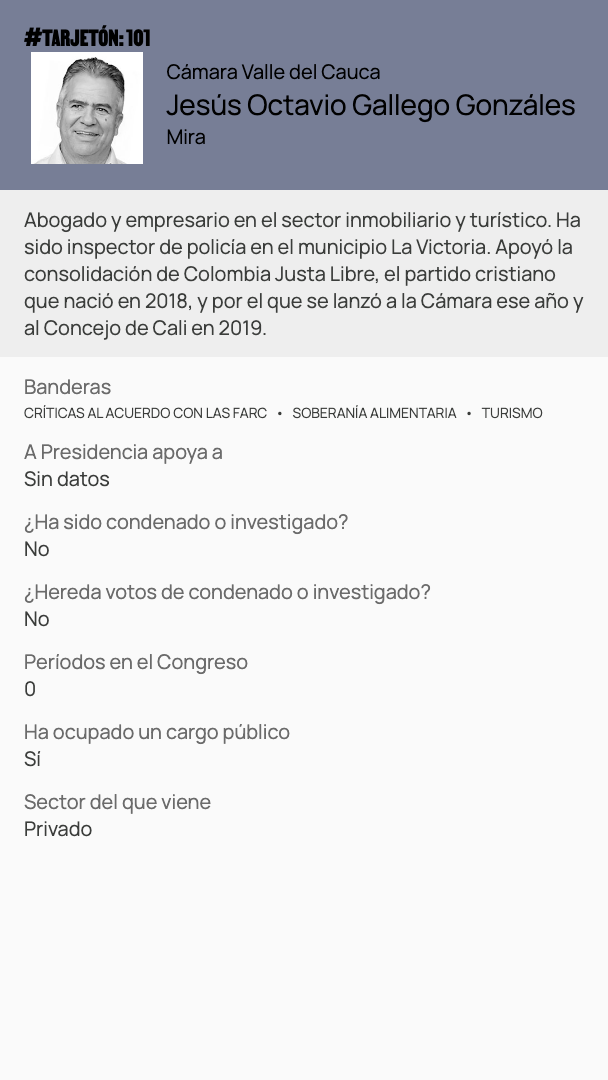 #TARJETÓN: 101
Cámara Valle del Cauca
Jesús Octavio Gallego Gonzáles
Mira
Abogado y empresario en el sector inmobiliario y turístico. Ha
sido inspector de policía en el municipio La Victoria. Apoyó la
consolidación de Colombia Justa Libre, el partido cristiano
que nació en 2018, y por el que se lanzó a la Cámara ese año y
al Concejo de Cali en 2019.
Banderas
CRÍTICAS AL ACUERDO CON LAS FARC • SOBERANÍA ALIMENTARIA • TURISMO
A Presidencia apoya a
Sin datos
¿Ha sido condenado o investigado?
No
¿Hereda votos de condenado o investigado?
No
Períodos en el Congreso
0
Ha ocupado un cargo público
Sí
Sector del que viene
Privado